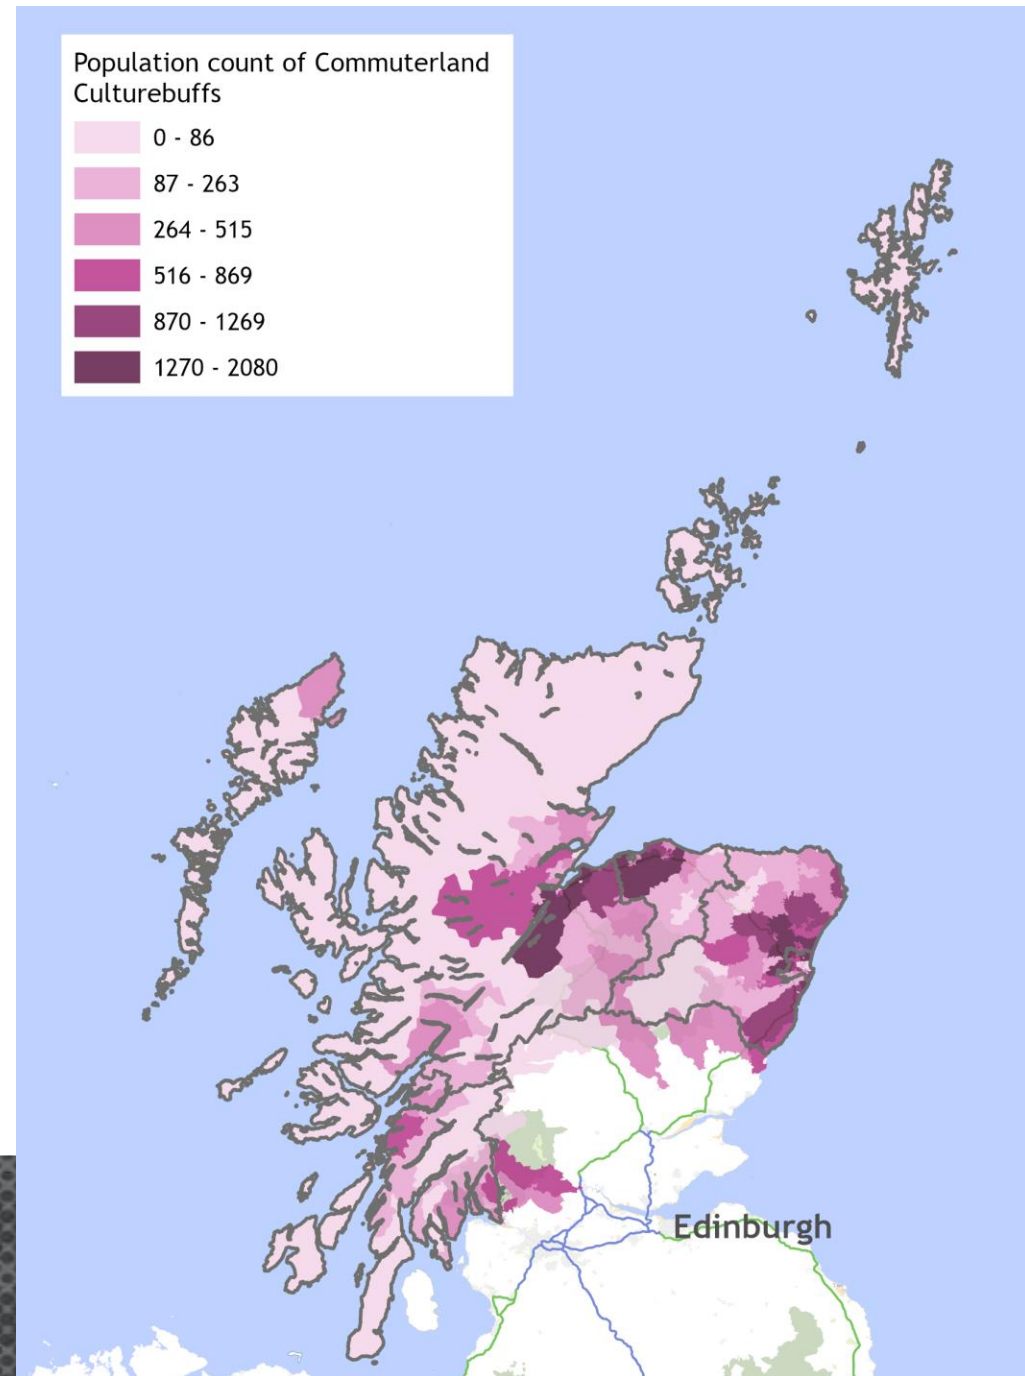 Population count of Commuterland
Culturebuffs
0 - 86
87 - 263
264 - 515
516 - 869
870 - 1269
1270 - 2080
Edinburgh